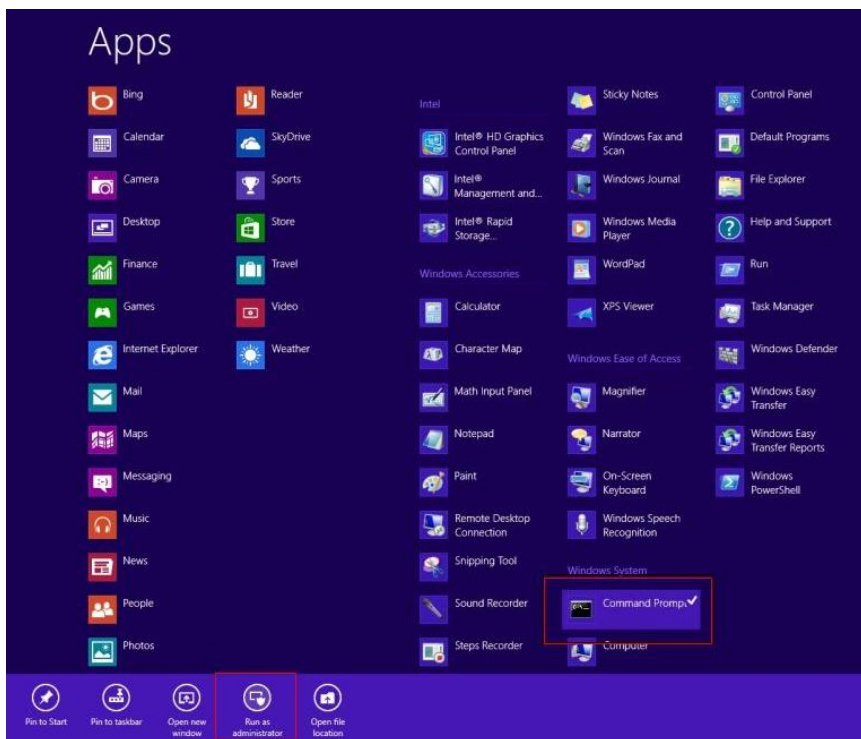 Apps
Bing
Calendar
Camera
Desktop
Finance
Games
Internet Explorer
Mail
Maps
Messaging
Music
News
People
Photos
Reader
SkyDrive
Sports
Store
Travel
Video
Weather
Intel
Intel® HD Graphics
Control Panel
Intel®
Management and...
Intel® Rapid
Storage...
Windows Accessories
Calculator
Character Map
Math Input Panel
Notepad
Paint
Remote Desktop
Connection
Snipping Tool
Sound Recorder
Steps Recorder
Sticky Notes
Windows Fax and
Scan
Windows Journal
Windows Media
Player
WordPad
XPS Viewer
Windows Ease of Access
Magnifier
Narrator
On-Screen
Keyboard
Windows Speech
Recognition
Windows System
Command Prompt
Computer
Control Panel
Default Programs
File Explorer
Help and Support
Run
Task Manager
Windows Defender
Windows Easy
Transfer
Windows Easy
Transfer Reports
Windows
PowerShell
Pin to Start
Pin to taskbar
Open new
window
Run as
administrator
Open file
location